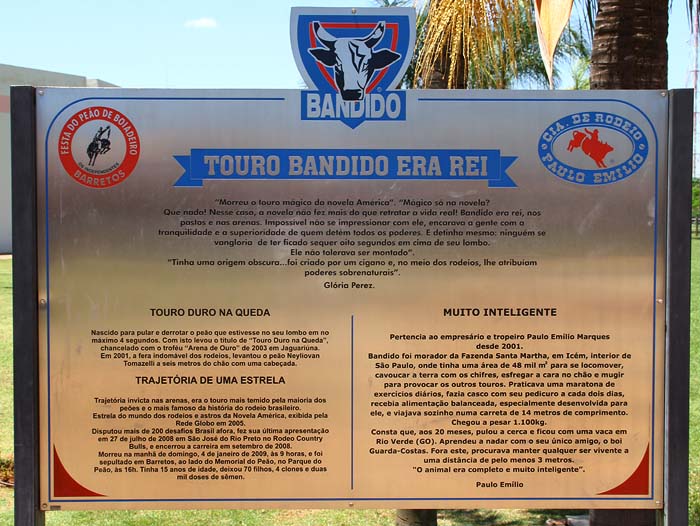 BANDIDO
BANDIDO
FESTA DO PEÃO DE BOIADEIRO
OS INDEPENDENTES
BARRETOS
CIA. DE RODEIO
PAULO EMILIO
TOURO BANDIDO ERA REI
"Morreu o touro mágico da novela América". "Mágico só na novela?
Que nada! Nesse caso, a novela não fez mais do que retratar a vida real! Bandido era rei, nos
pastos e nas arenas. Impossível não se impressionar com ele, encarava a gente com a
tranquilidade e a superioridade de quem detém todos os poderes. E detinha mesmo: ninguém se
vangloria de ter ficado sequer oito segundos em cima de seu lombo.
Ele não tolerava ser montado".
"Tinha uma origem obscura...foi criado por um cigano e, no meio dos rodeios, lhe atribuíam
poderes sobrenaturais".
Glória Perez.
TOURO DURO NA QUEDA
Nascido para pular e derrotar o peão que estivesse no seu lombo em no
máximo 4 segundos. Com isto levou o título de "Touro Duro na Queda",
chancelado com o troféu "Arena de Ouro" de 2003 em Jaguariúna.
Em 2001, a fera indomável dos rodeios, levantou o peão Neyliovan
Tomazelli a seis metros do chão com uma cabeçada.
TRAJETÓRIA DE UMA ESTRELA
Trajetória invicta nas arenas, era o touro mais temido pela maioria dos
peões e o mais famoso da história do rodeio brasileiro.
Estrela do mundo dos rodeios e astros da Novela América, exibida pela
Rede Globo em 2005.
Disputou mais de 200 desafios Brasil afora, fez sua última apresentação
em 27 de julho de 2008 em São José do Rio Preto no Rodeo Country
Bulls, e encerrou a carreira em setembro de 2008.
Morreu na manhã de domingo, 4 de janeiro de 2009, às 9 horas, e foi
sepultado em Barretos, ao lado do Memorial do Peão, no Parque do
Peão, às 16h. Tinha 15 anos de idade, deixou 70 filhos, 4 clones e duas
mil doses de sêmen.
MUITO INTELIGENTE
Pertencia ao empresário e tropeiro Paulo Emílio Marques
desde 2001.
Bandido foi morador da Fazenda Santa Martha, em Icém, interior de
São Paulo, onde tinha uma área de 48 mil m² para se locomover,
cavoucar a terra com os chifres, esfregar a cara no chão e mugir
para provocar os outros touros. Praticava uma maratona de
exercícios diários, fazia casco com seu pedicuro a cada dois dias,
recebia alimentação balanceada, especialmente desenvolvida para
ele, e viajava sozinho numa carreta de 14 metros de comprimento.
Chegou a pesar 1.100kg.
Consta que, aos 20 meses, pulou a cerca e ficou com uma vaca em
Rio Verde (GO). Aprendeu a nadar com o seu único amigo, o boi
Guarda-Costas. Fora este, procurava manter qualquer ser vivente a
uma distância de pelo menos 3 metros.
"O animal era completo e muito inteligente".
Paulo Emílio